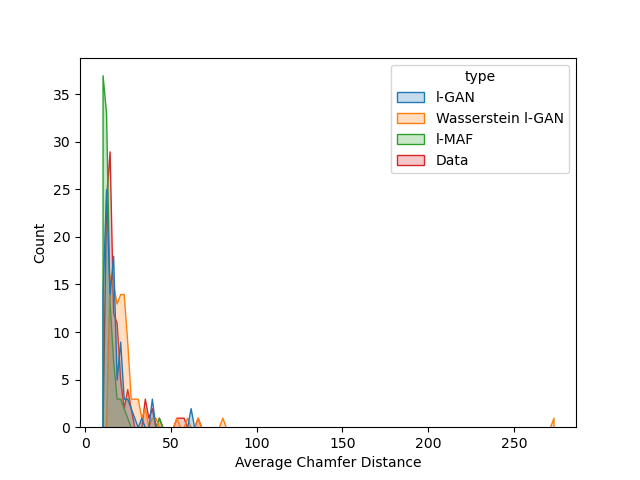 type
l-GAN
Wasserstein l-GAN
l-MAF
Data
Count
35
30
25
20
15
10
5
0
0 50 100 150 200 250
Average Chamfer Distance